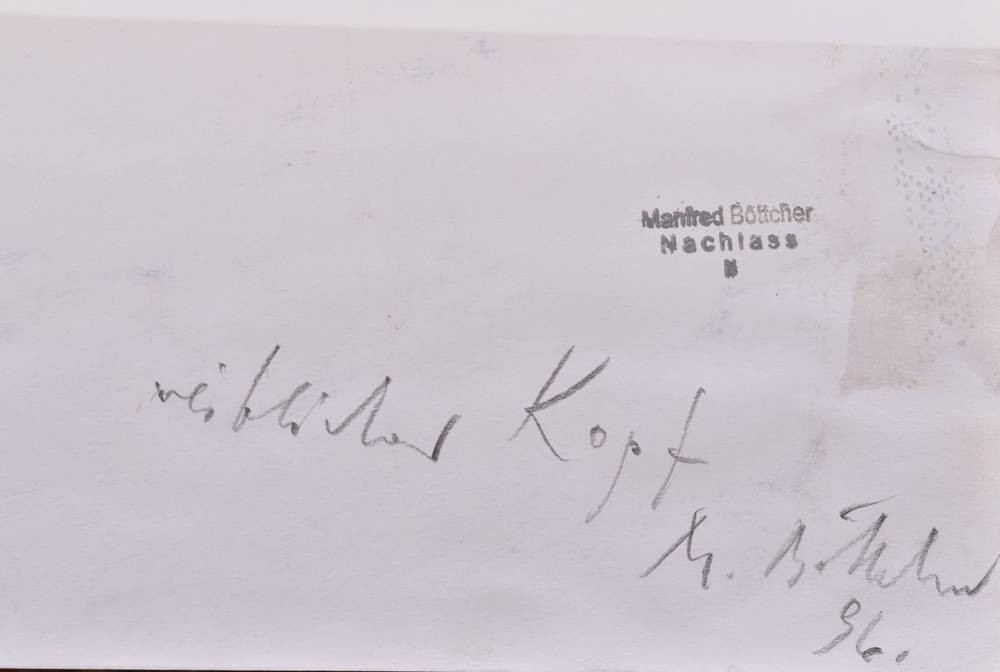 Manfred Böttcher
Nachlass
weiblicher Kopf
M. Böttcher
96.